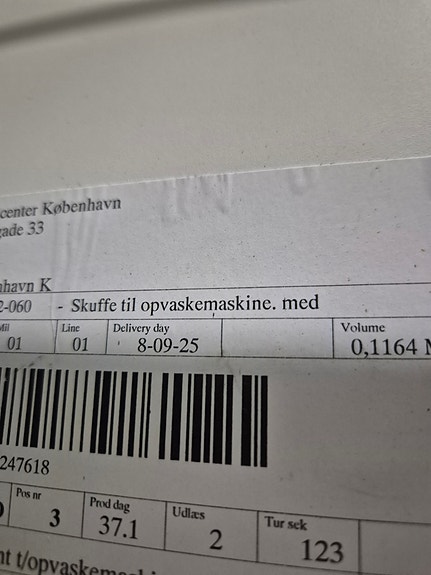 center København
gade 33
nhavn K
2-060 - Skuffe til opvaskemaskine. med
Mil Line Delivery day Volume
01 01 8-09-25 0,1164 M
247618
Pos nr Prod dag Udlæs Tur sek
3 37.1 2 123
nt t/opvaskemas